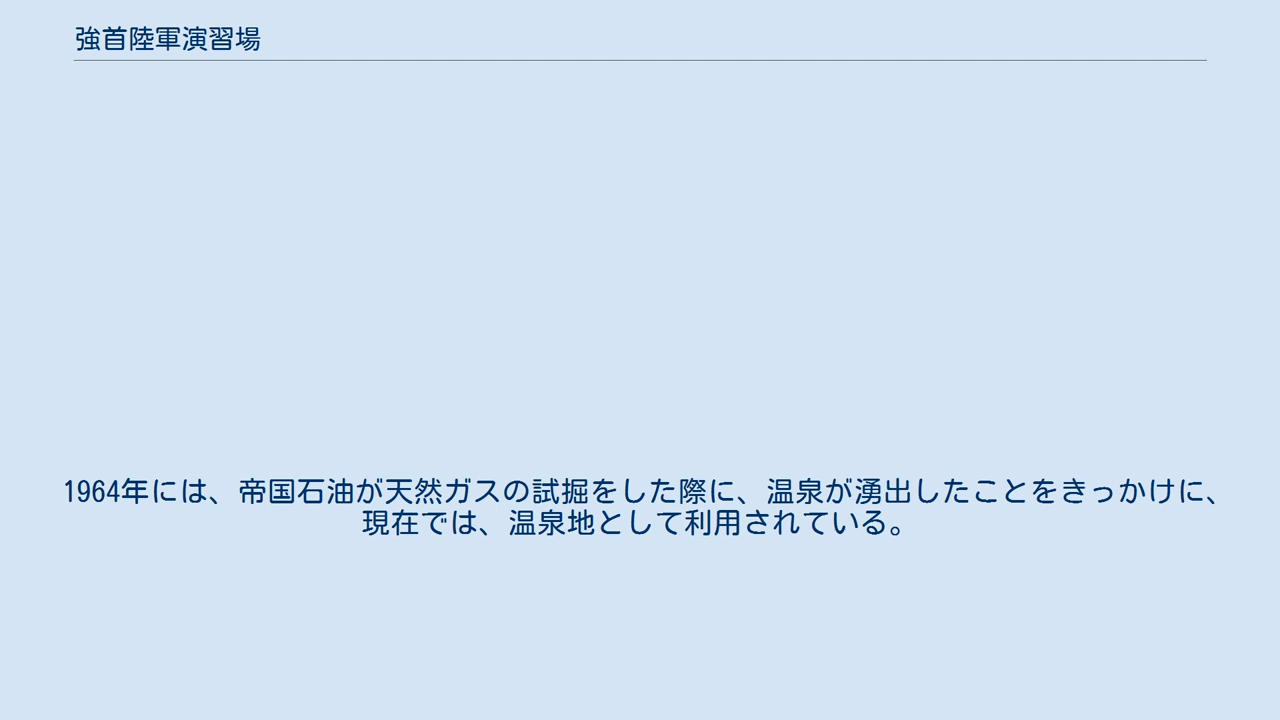 強首陸軍演習場
1964年には、帝国石油が天然ガスの試掘をした際に、温泉が湧出したことをきっかけに、
現在では、温泉地として利用されている。